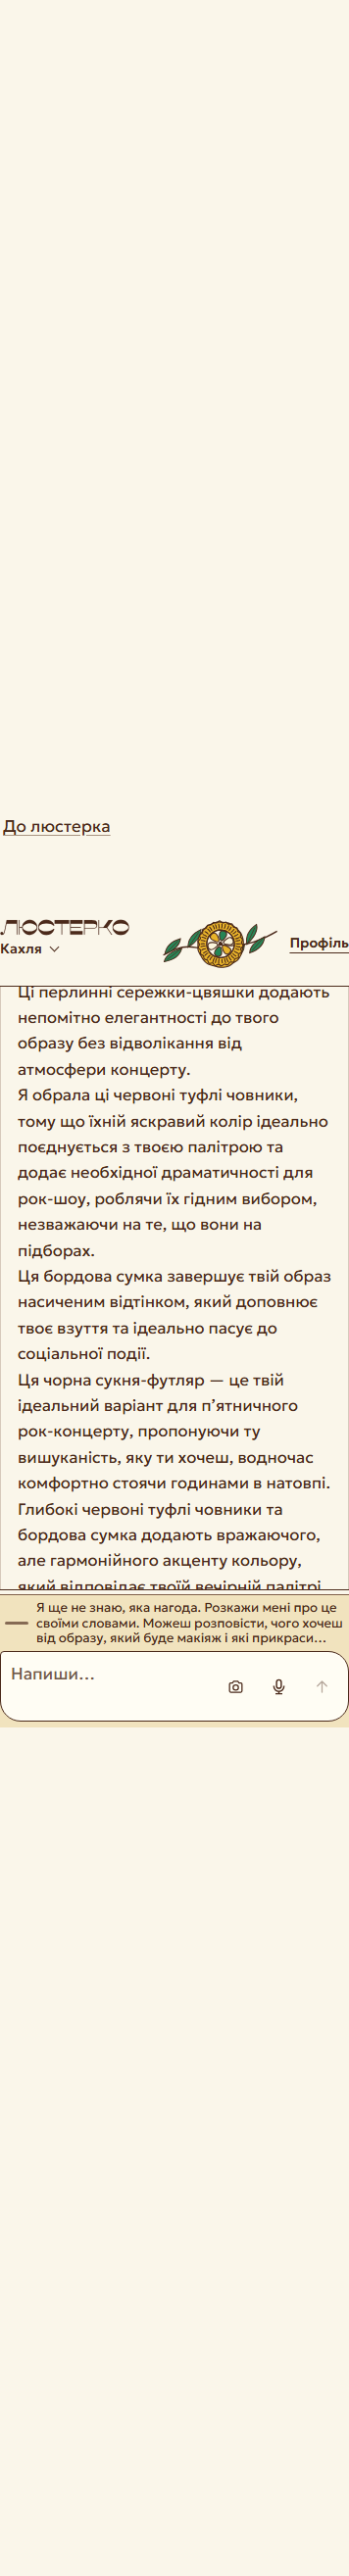 До люстерка
ЛЮСТЕРКО
Кахля
Профіль
Ці перлинні сережки-цвяшки додають
непомітно елегантності до твого
образу без відволікання від
атмосфери концерту.
Я обрала ці червоні туфлі човники,
тому що їхній яскравий колір ідеально
поєднується з твоєю палітрою та
додає необхідної драматичності для
рок-шоу, роблячи їх гідним вибором,
незважаючи на те, що вони на
підборах.
Ця бордова сумка завершує твій образ
насиченим відтінком, який доповнює
твоє взуття та ідеально пасує до
соціальної події.
Ця чорна сукня-футляр — це твій
ідеальний варіант для п’ятничного
рок-концерту, пропонуючи ту
вишуканість, яку ти хочеш, водночас
комфортно стоячи годинами в натовпі.
Глибокі червоні туфлі човники та
бордова сумка додають вражаючого,
але гармонійного акценту кольору,
який відповідає твоїй вечірній палітрі
Я ще не знаю, яка нагода. Розкажи мені про це
своїми словами. Можеш розповісти, чого хочеш
від образу, який буде макіяж і які прикраси…
Напиши…